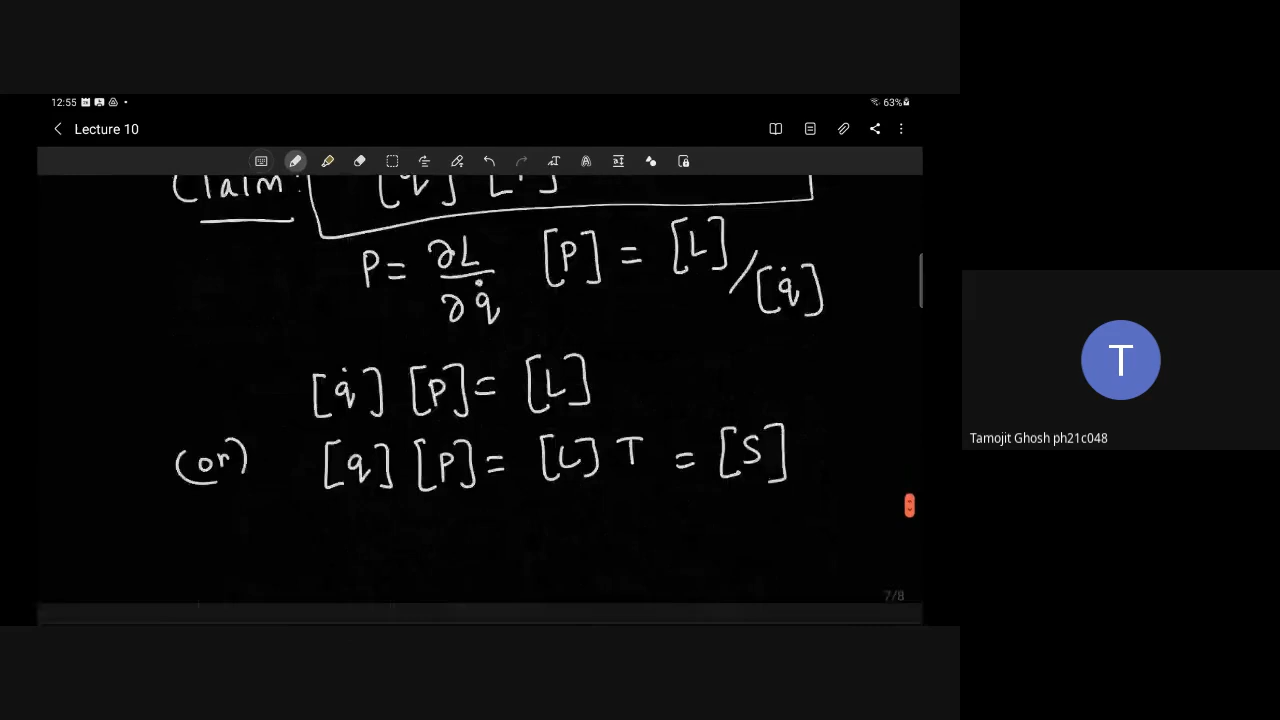 12:55
63%
Lecture 10
Claim: [q] [P]
P = ∂L/∂q̇ [P] = [L]/[q̇]
[q̇] [P] = [L]
(or) [q] [P] = [L] T = [S]
7/8
T
Tamojit Ghosh ph21c048